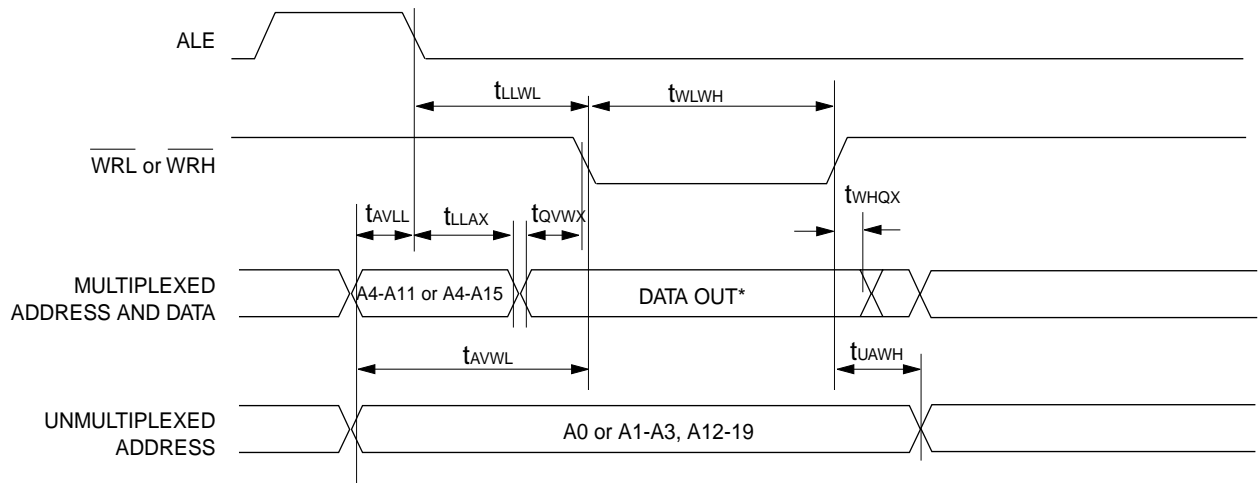 ALE
tLLWL
tWLWH
WRL or WRH
tWHQX
tAVLL
tLLAX
tQVWX
MULTIPLEXED
ADDRESS AND DATA
A4-A11 or A4-A15
DATA OUT*
tAVWL
tUAWH
UNMULTIPLEXED
ADDRESS
A0 or A1-A3, A12-19